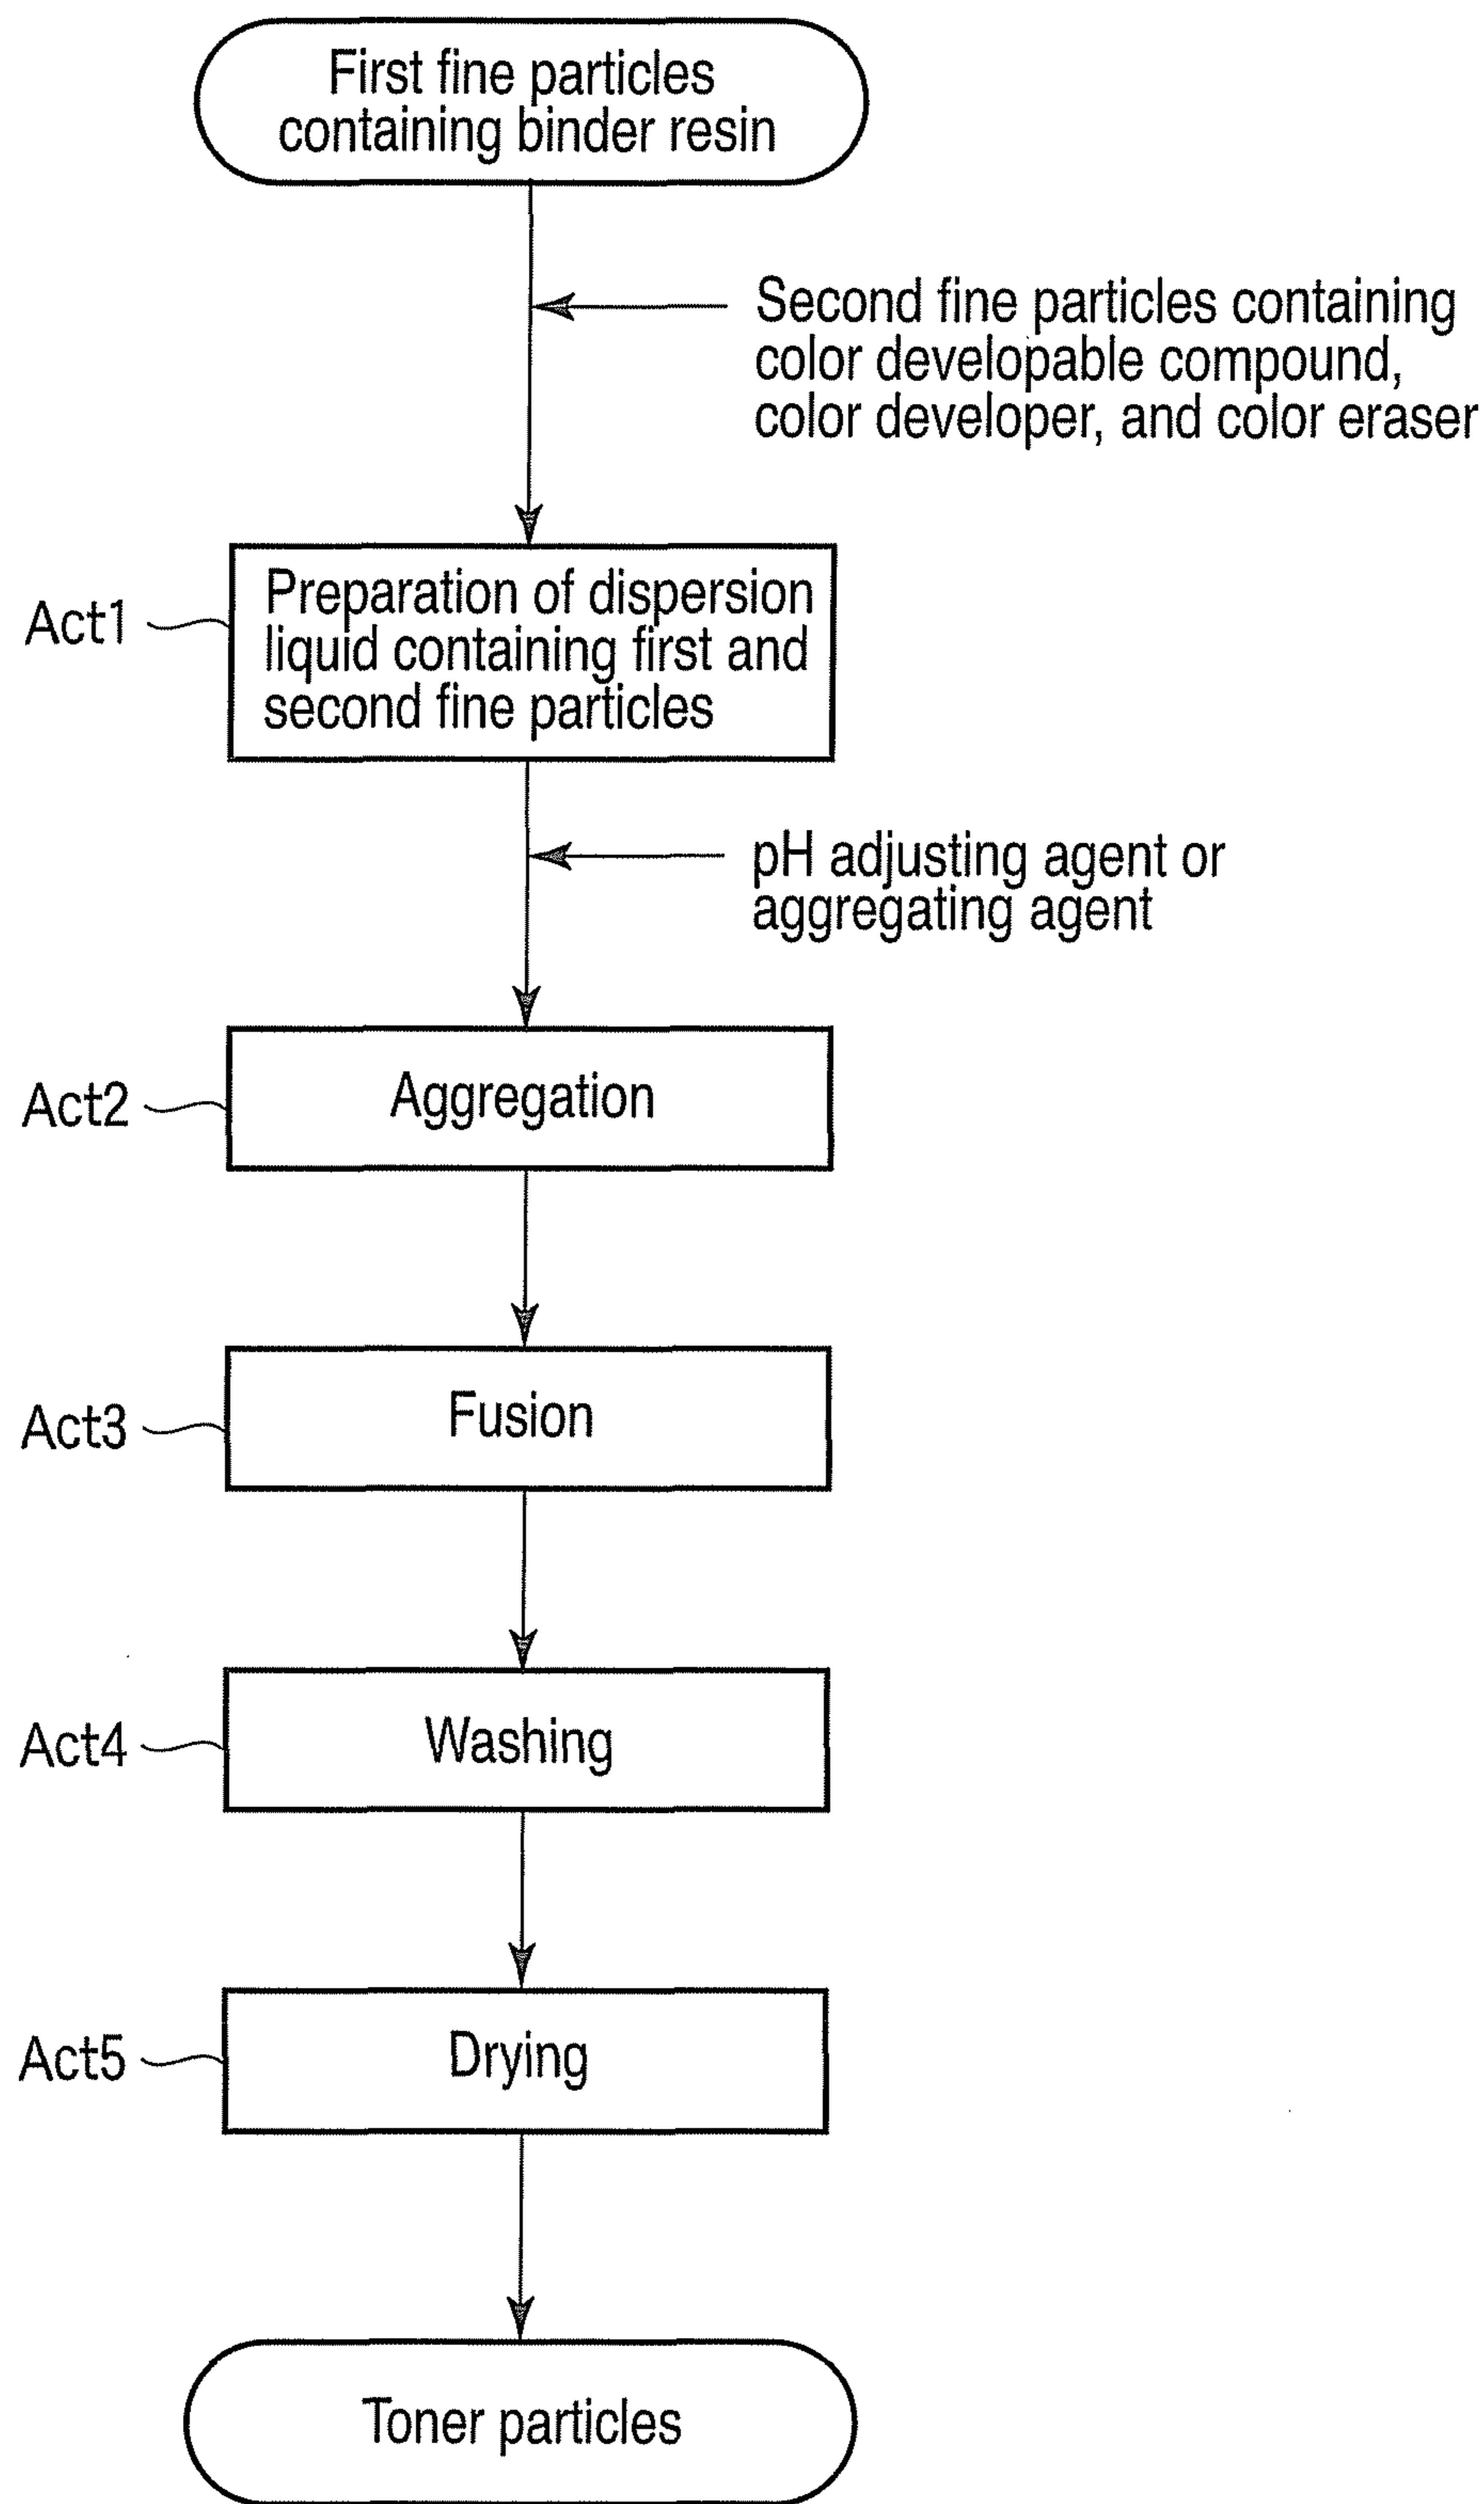 First fine particles
containing binder resin
Second fine particles containing
color developable compound,
color developer, and color eraser
Act1
Preparation of dispersion
liquid containing first and
second fine particles
pH adjusting agent or
aggregating agent
Act2
Aggregation
Act3
Fusion
Act4
Washing
Act5
Drying
Toner particles